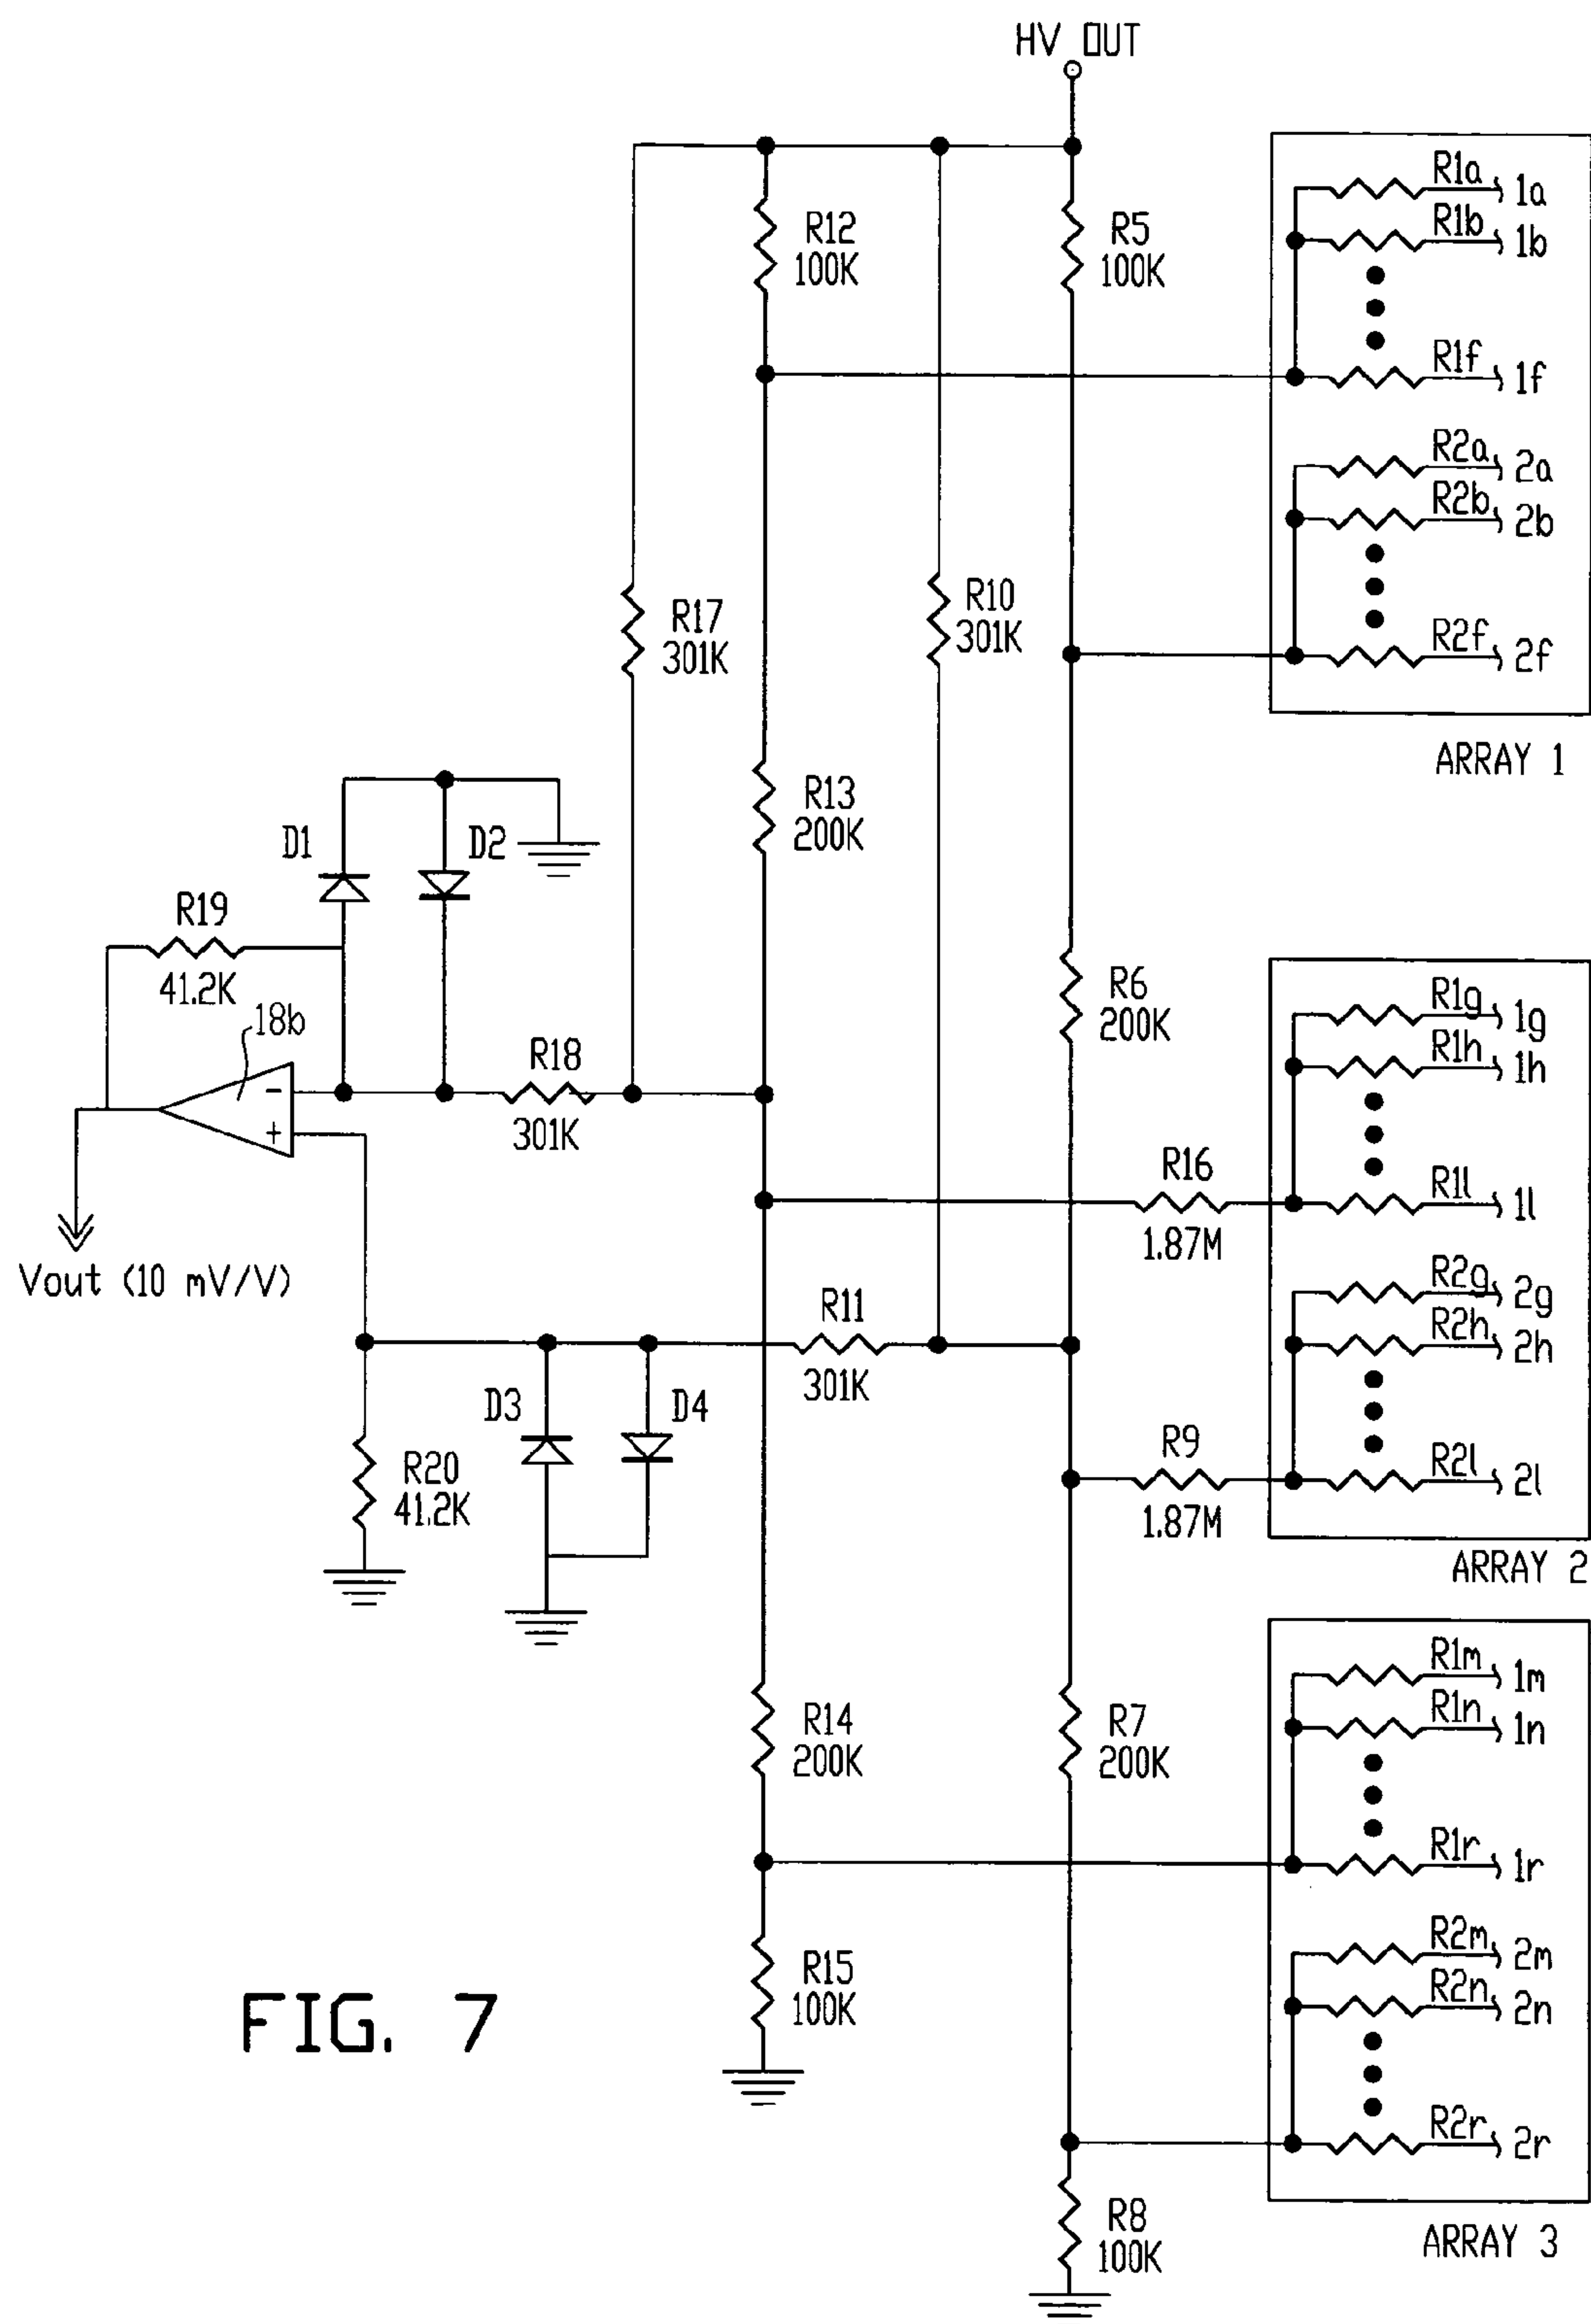 HV OUT
R12
100K
R5
100K
R1a
1a
R1b
1b
R1f
1f
R2a
2a
R2b
2b
R2f
2f
ARRAY 1
R17
301K
R10
301K
R13
200K
D1
D2
R19
41.2K
18b
-
+
R18
301K
R6
200K
R16
1.87M
R1g
1g
R1h
1h
R1l
1l
R2g
2g
R2h
2h
R2l
2l
ARRAY 2
Vout (10 mV/V)
R11
301K
D3
D4
R9
1.87M
R20
41.2K
R14
200K
R7
200K
R1m
1m
R1n
1n
R1r
1r
R2m
2m
R2n
2n
R2r
2r
ARRAY 3
R15
100K
R8
100K
FIG. 7